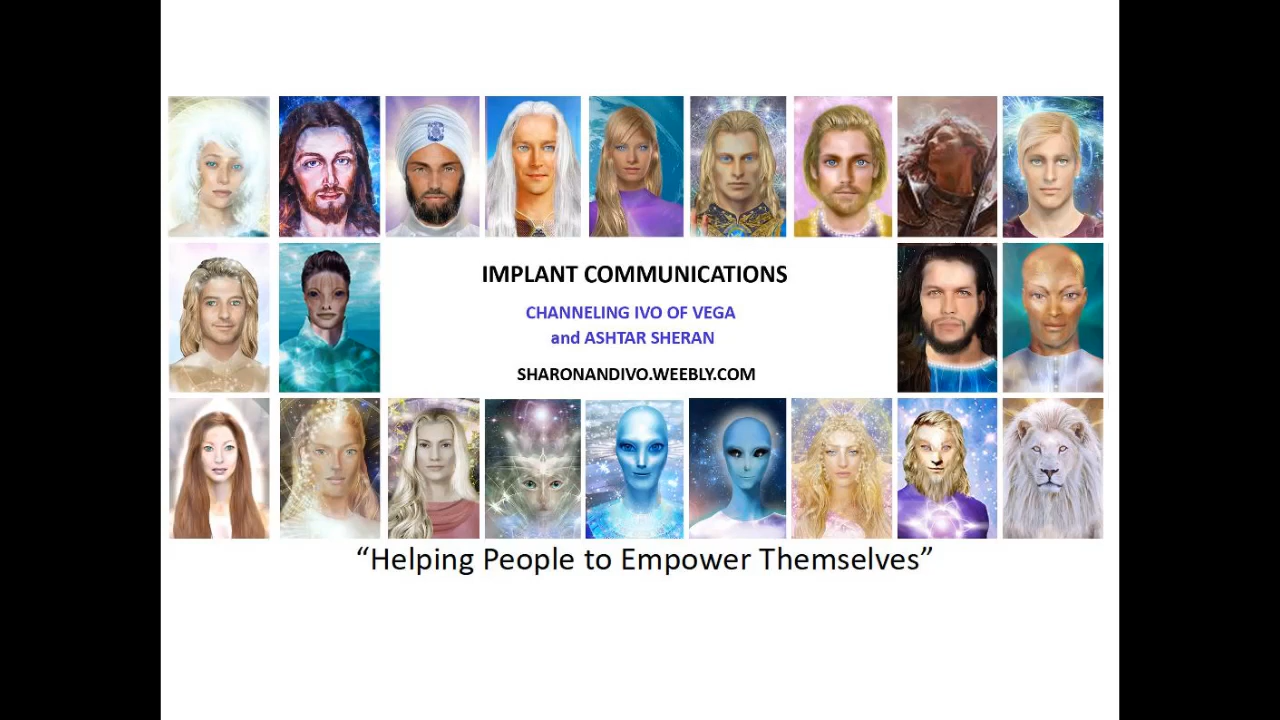 IMPLANT COMMUNICATIONS
CHANNELING IVO OF VEGA
and ASHTAR SHERAN
SHARONANDIVO.WEEBLY.COM
“Helping People to Empower Themselves”